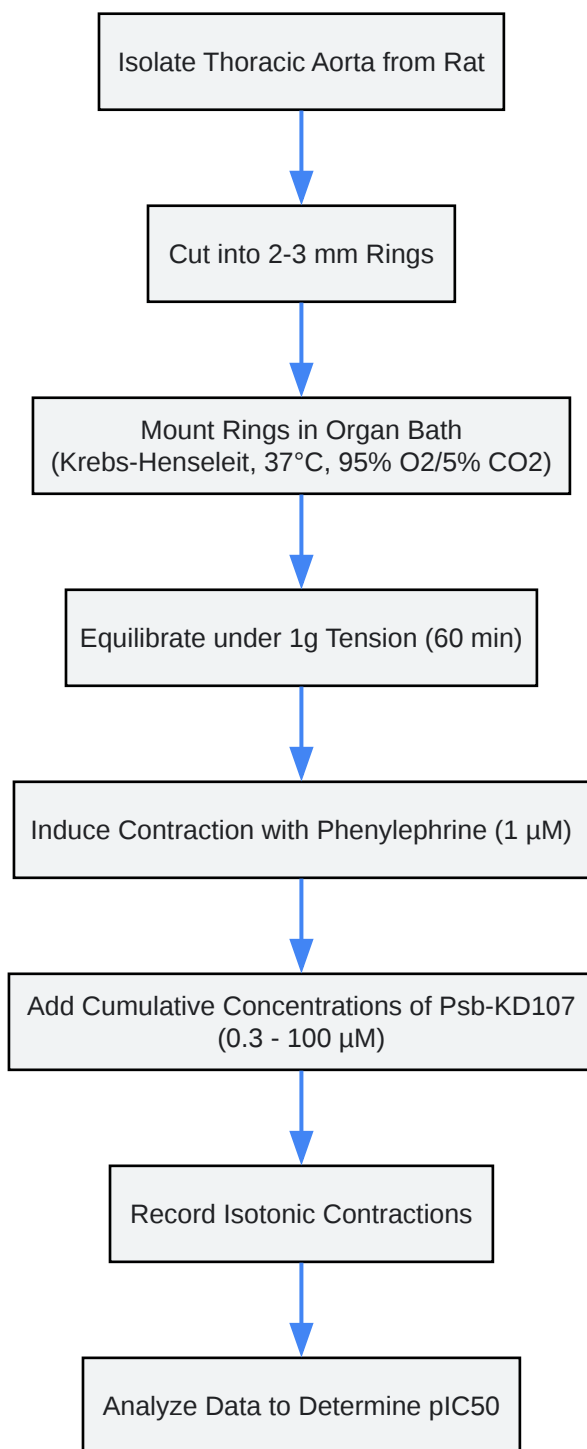 Isolate Thoracic Aorta from Rat
Cut into 2-3 mm Rings
Mount Rings in Organ Bath
(Krebs-Henseleit, 37°C, 95% O2/5% CO2)
Equilibrate under 1g Tension (60 min)
Induce Contraction with Phenylephrine (1 µM)
Add Cumulative Concentrations of Psb-KD107
(0.3 - 100 µM)
Record Isotonic Contractions
Analyze Data to Determine pIC50